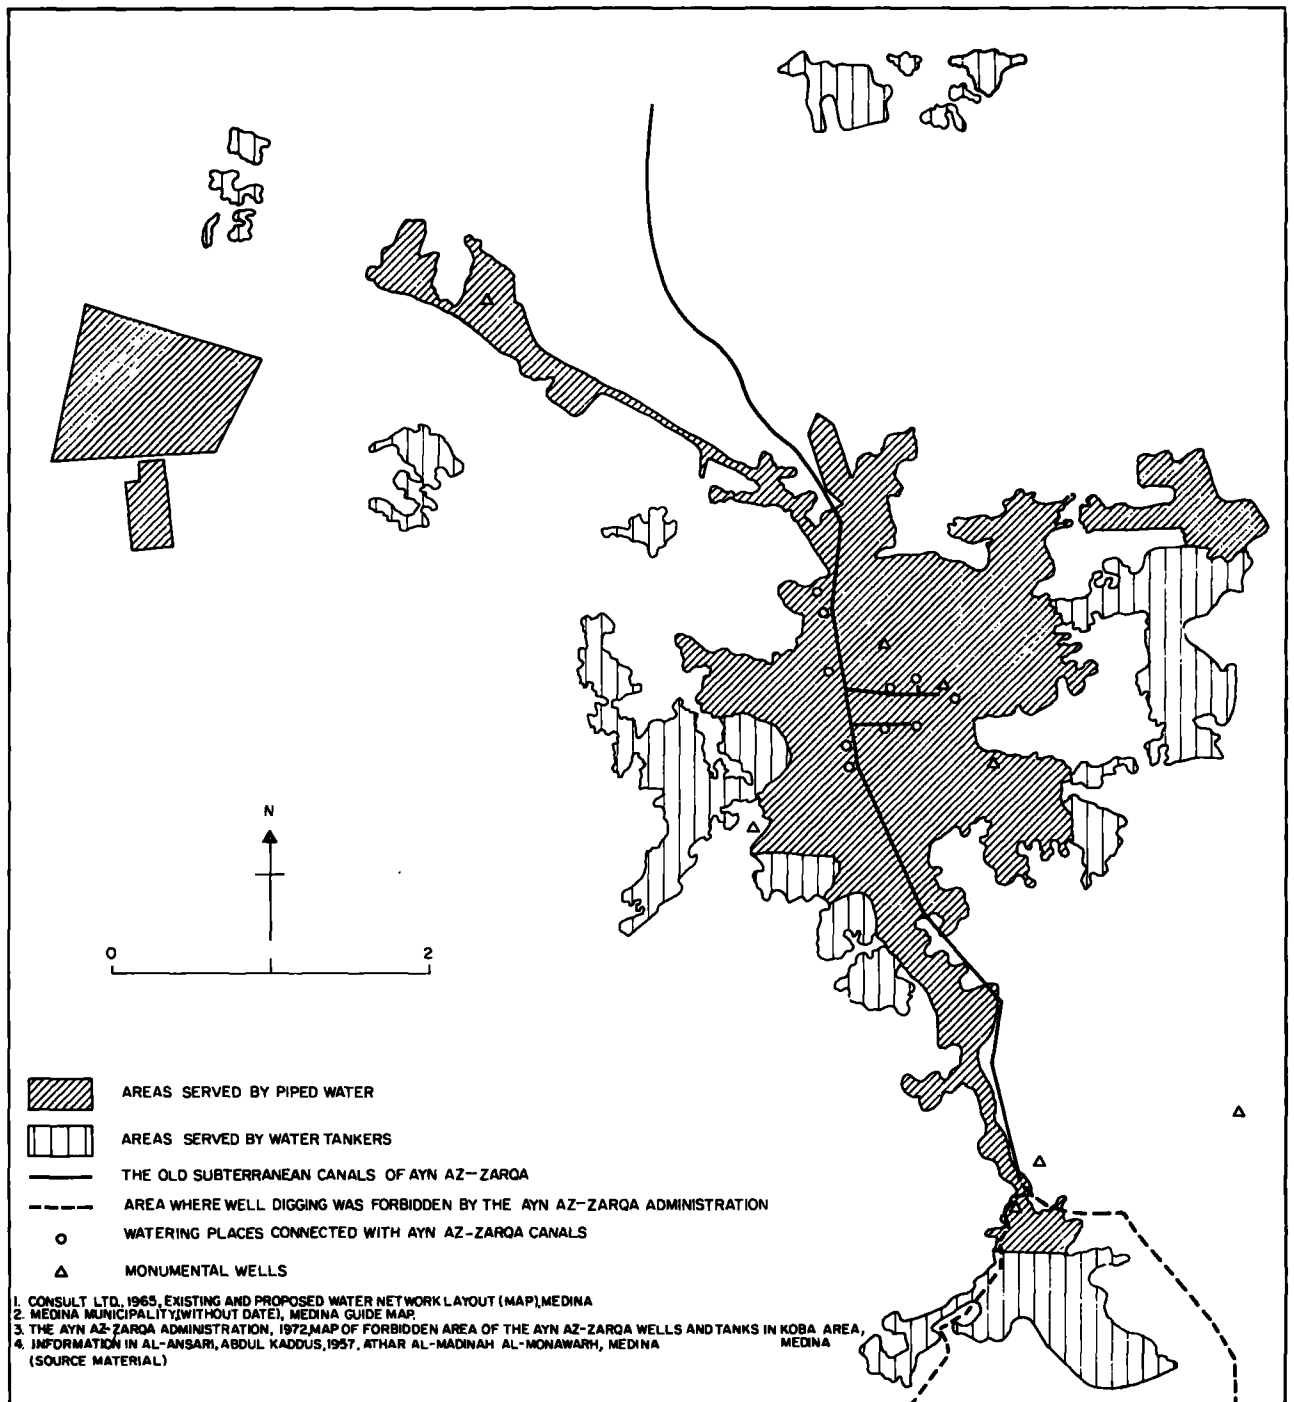 N
0 2
AREAS SERVED BY PIPED WATER
AREAS SERVED BY WATER TANKERS
THE OLD SUBTERRANEAN CANALS OF AYN AZ-ZARQA
AREA WHERE WELL DIGGING WAS FORBIDDEN BY THE AYN AZ-ZARQA ADMINISTRATION
WATERING PLACES CONNECTED WITH AYN AZ-ZARQA CANALS
MONUMENTAL WELLS
1. CONSULT LTD., 1965, EXISTING AND PROPOSED WATER NETWORK LAYOUT (MAP), MEDINA
2. MEDINA MUNICIPALITY,(WITHOUT DATE), MEDINA GUIDE MAP.
3. THE AYN AZ-ZARQA ADMINISTRATION, 1972,MAP OF FORBIDDEN AREA OF THE AYN AZ-ZARQA WELLS AND TANKS IN KOBA AREA,
MEDINA
4. INFORMATION IN AL-ANSARI, ABDUL KADDUS, 1957, ATHAR AL-MADINAH AL-MONAWARH, MEDINA
(SOURCE MATERIAL)